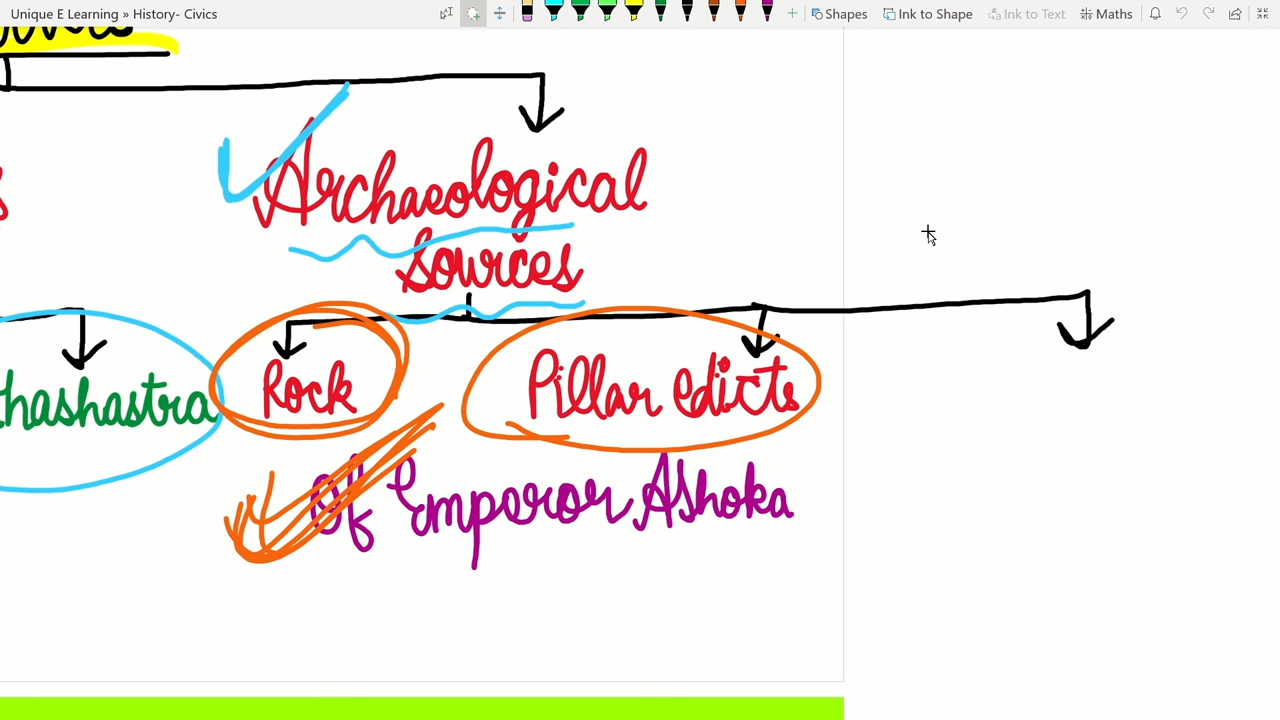 Unique E Learning » History- Civics
Shapes Ink to Shape Ink to Text Maths
Archaeological
Sources
hashastra Rock Pillar edicts
Of Emperor Ashoka